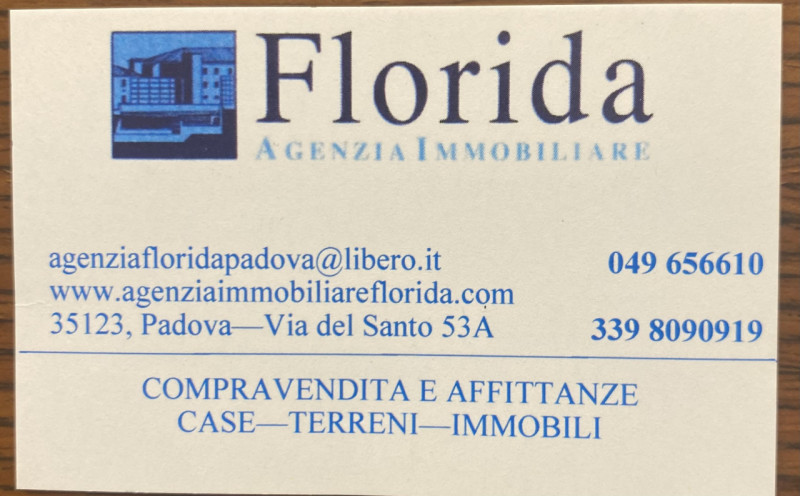 Florida
AGENZIA IMMOBILIARE
agenziafloridapadova@libero.it
049 656610
www.agenziaimmobiliareflorida.com
35123, Padova—Via del Santo 53A
339 8090919
COMPRAVENDITA E AFFITTANZE
CASE—TERRENI—IMMOBILI